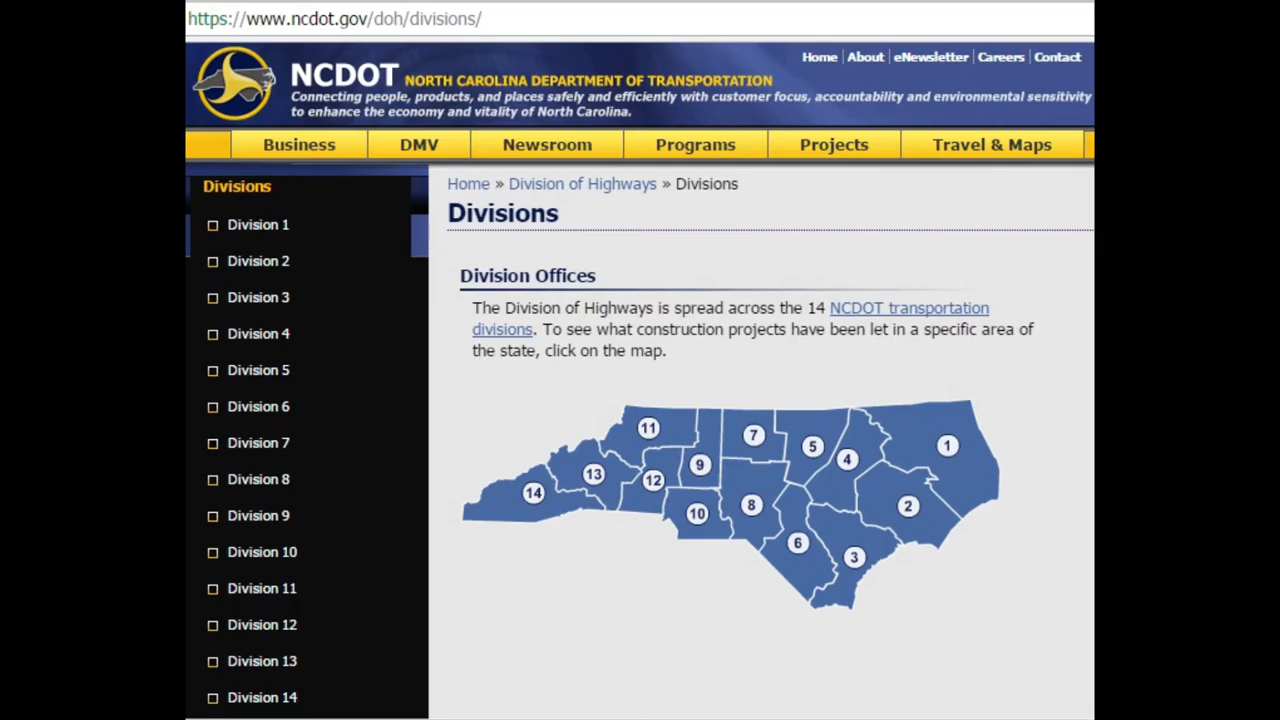 https://www.ncdot.gov/doh/divisions/
Home About eNewsletter Careers Contact
NCDOT NORTH CAROLINA DEPARTMENT OF TRANSPORTATION
Connecting people, products, and places safely and efficiently with customer focus, accountability and environmental sensitivity
to enhance the economy and vitality of North Carolina.
Business DMV Newsroom Programs Projects Travel & Maps
Divisions
Division 1
Division 2
Division 3
Division 4
Division 5
Division 6
Division 7
Division 8
Division 9
Division 10
Division 11
Division 12
Division 13
Division 14
Home » Division of Highways » Divisions
Divisions
Division Offices
The Division of Highways is spread across the 14 NCDOT transportation
divisions. To see what construction projects have been let in a specific area of
the state, click on the map.
11
7
5
1
4
9
13
12
14
8
2
10
6
3